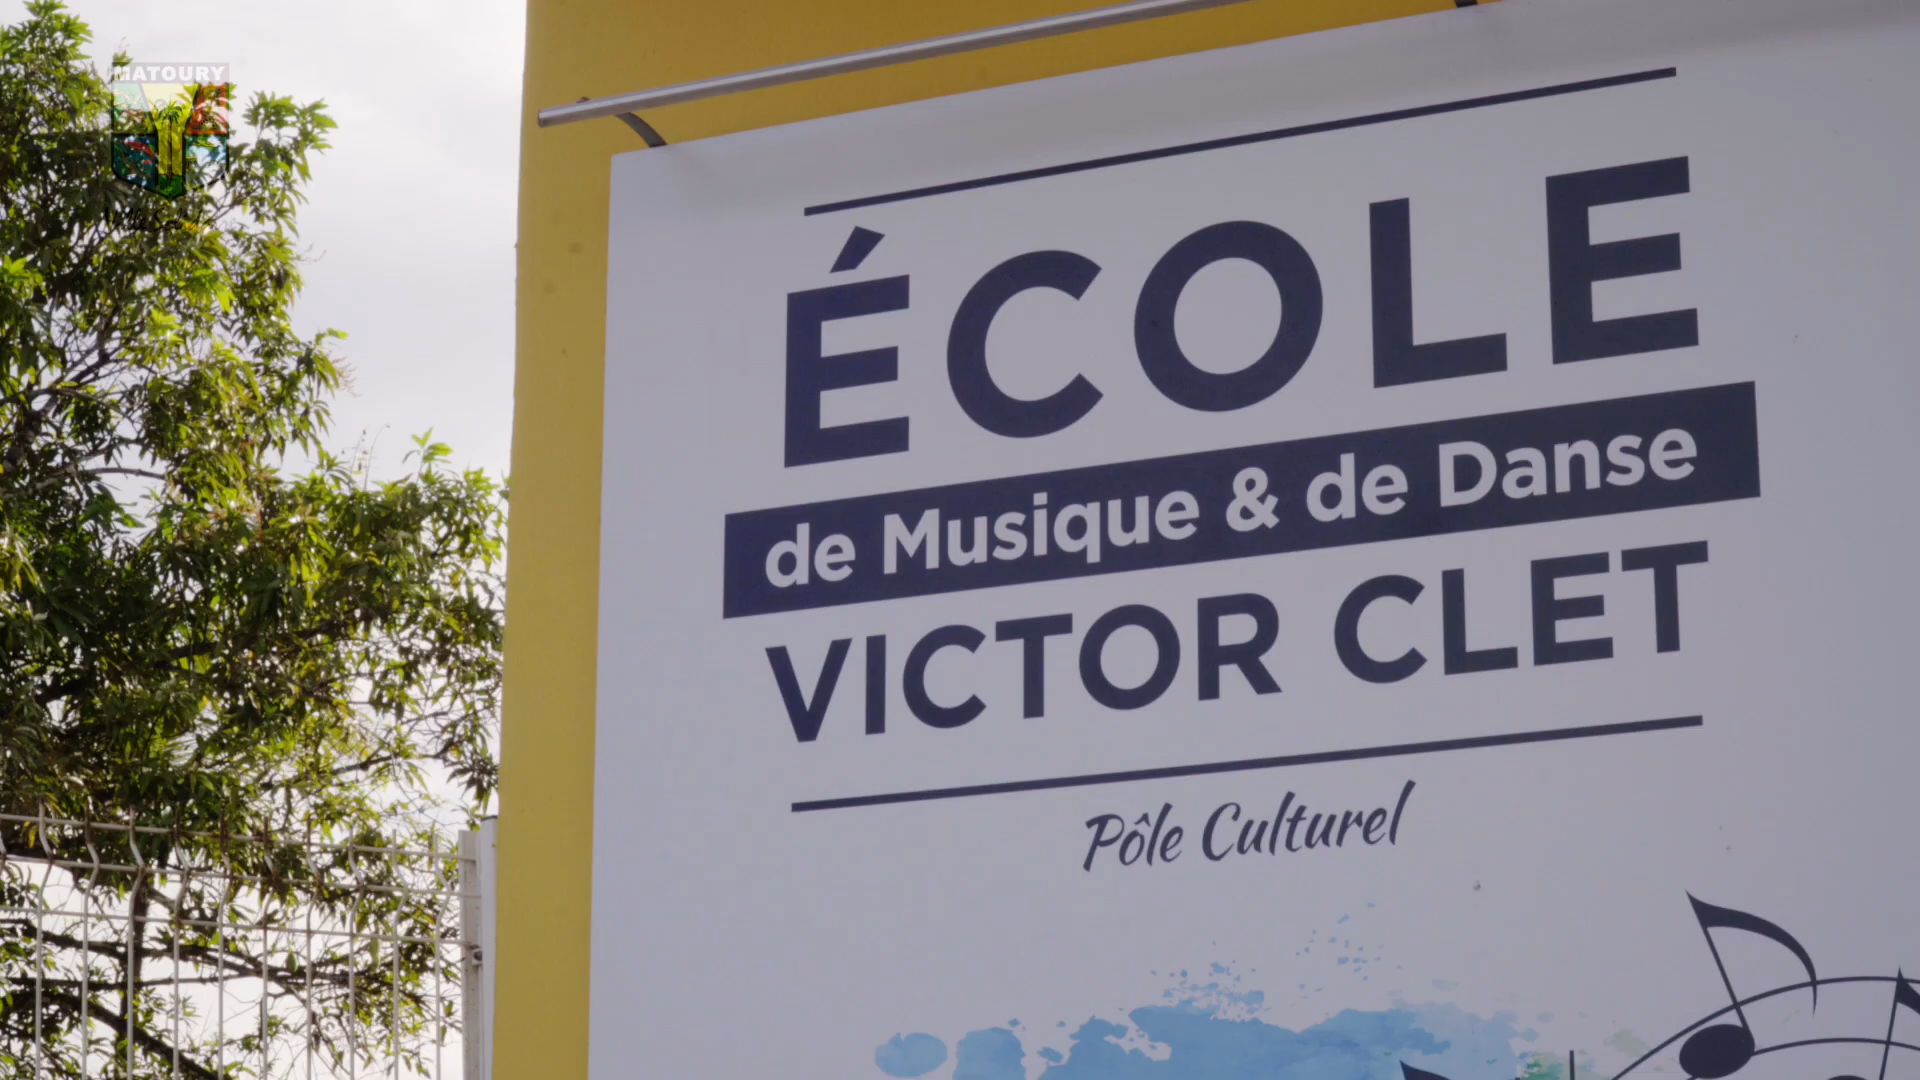 MATOURY
ÉCOLE
de Musique & de Danse
VICTOR CLET
Pôle Culturel